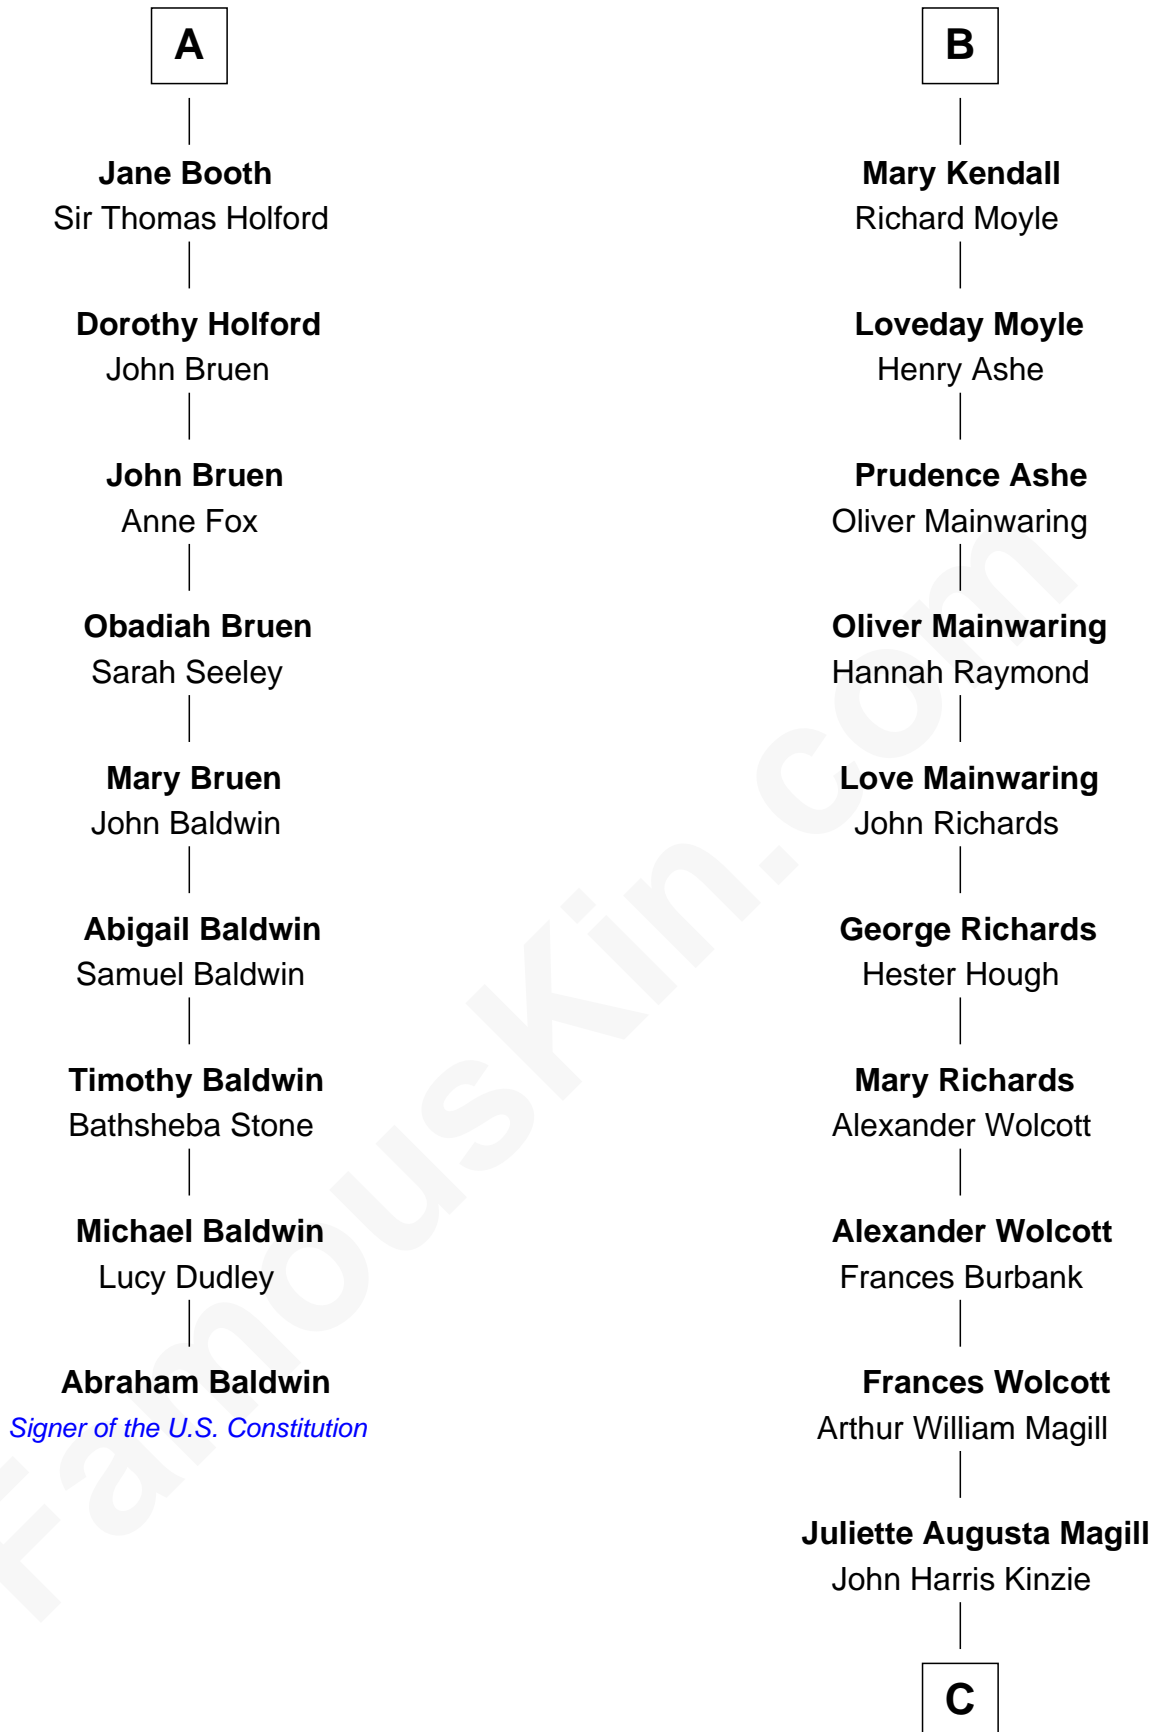 A
Jane Booth
Sir Thomas Holford
Dorothy Holford
John Bruen
John Bruen
Anne Fox
Obadiah Bruen
Sarah Seeley
Mary Bruen
John Baldwin
Abigail Baldwin
Samuel Baldwin
Timothy Baldwin
Bathsheba Stone
Michael Baldwin
Lucy Dudley
Abraham Baldwin
Signer of the U.S. Constitution
B
Mary Kendall
Richard Moyle
Loveday Moyle
Henry Ashe
Prudence Ashe
Oliver Mainwaring
Oliver Mainwaring
Hannah Raymond
Love Mainwaring
John Richards
George Richards
Hester Hough
Mary Richards
Alexander Wolcott
Alexander Wolcott
Frances Burbank
Frances Wolcott
Arthur William Magill
Juliette Augusta Magill
John Harris Kinzie
C
FamousKin.com